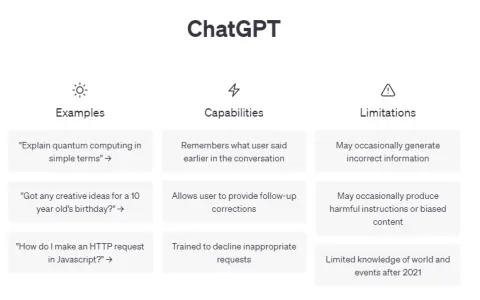 ChatGPT
Examples
"Explain quantum computing in
simple terms" →
"Got any creative ideas for a 10
year old's birthday?" →
"How do I make an HTTP request
in Javascript?" →
Capabilities
Remembers what user said
earlier in the conversation
Allows user to provide follow-up
corrections
Trained to decline inappropriate
requests
Limitations
May occasionally generate
incorrect information
May occasionally produce
harmful instructions or biased
content
Limited knowledge of world and
events after 2021